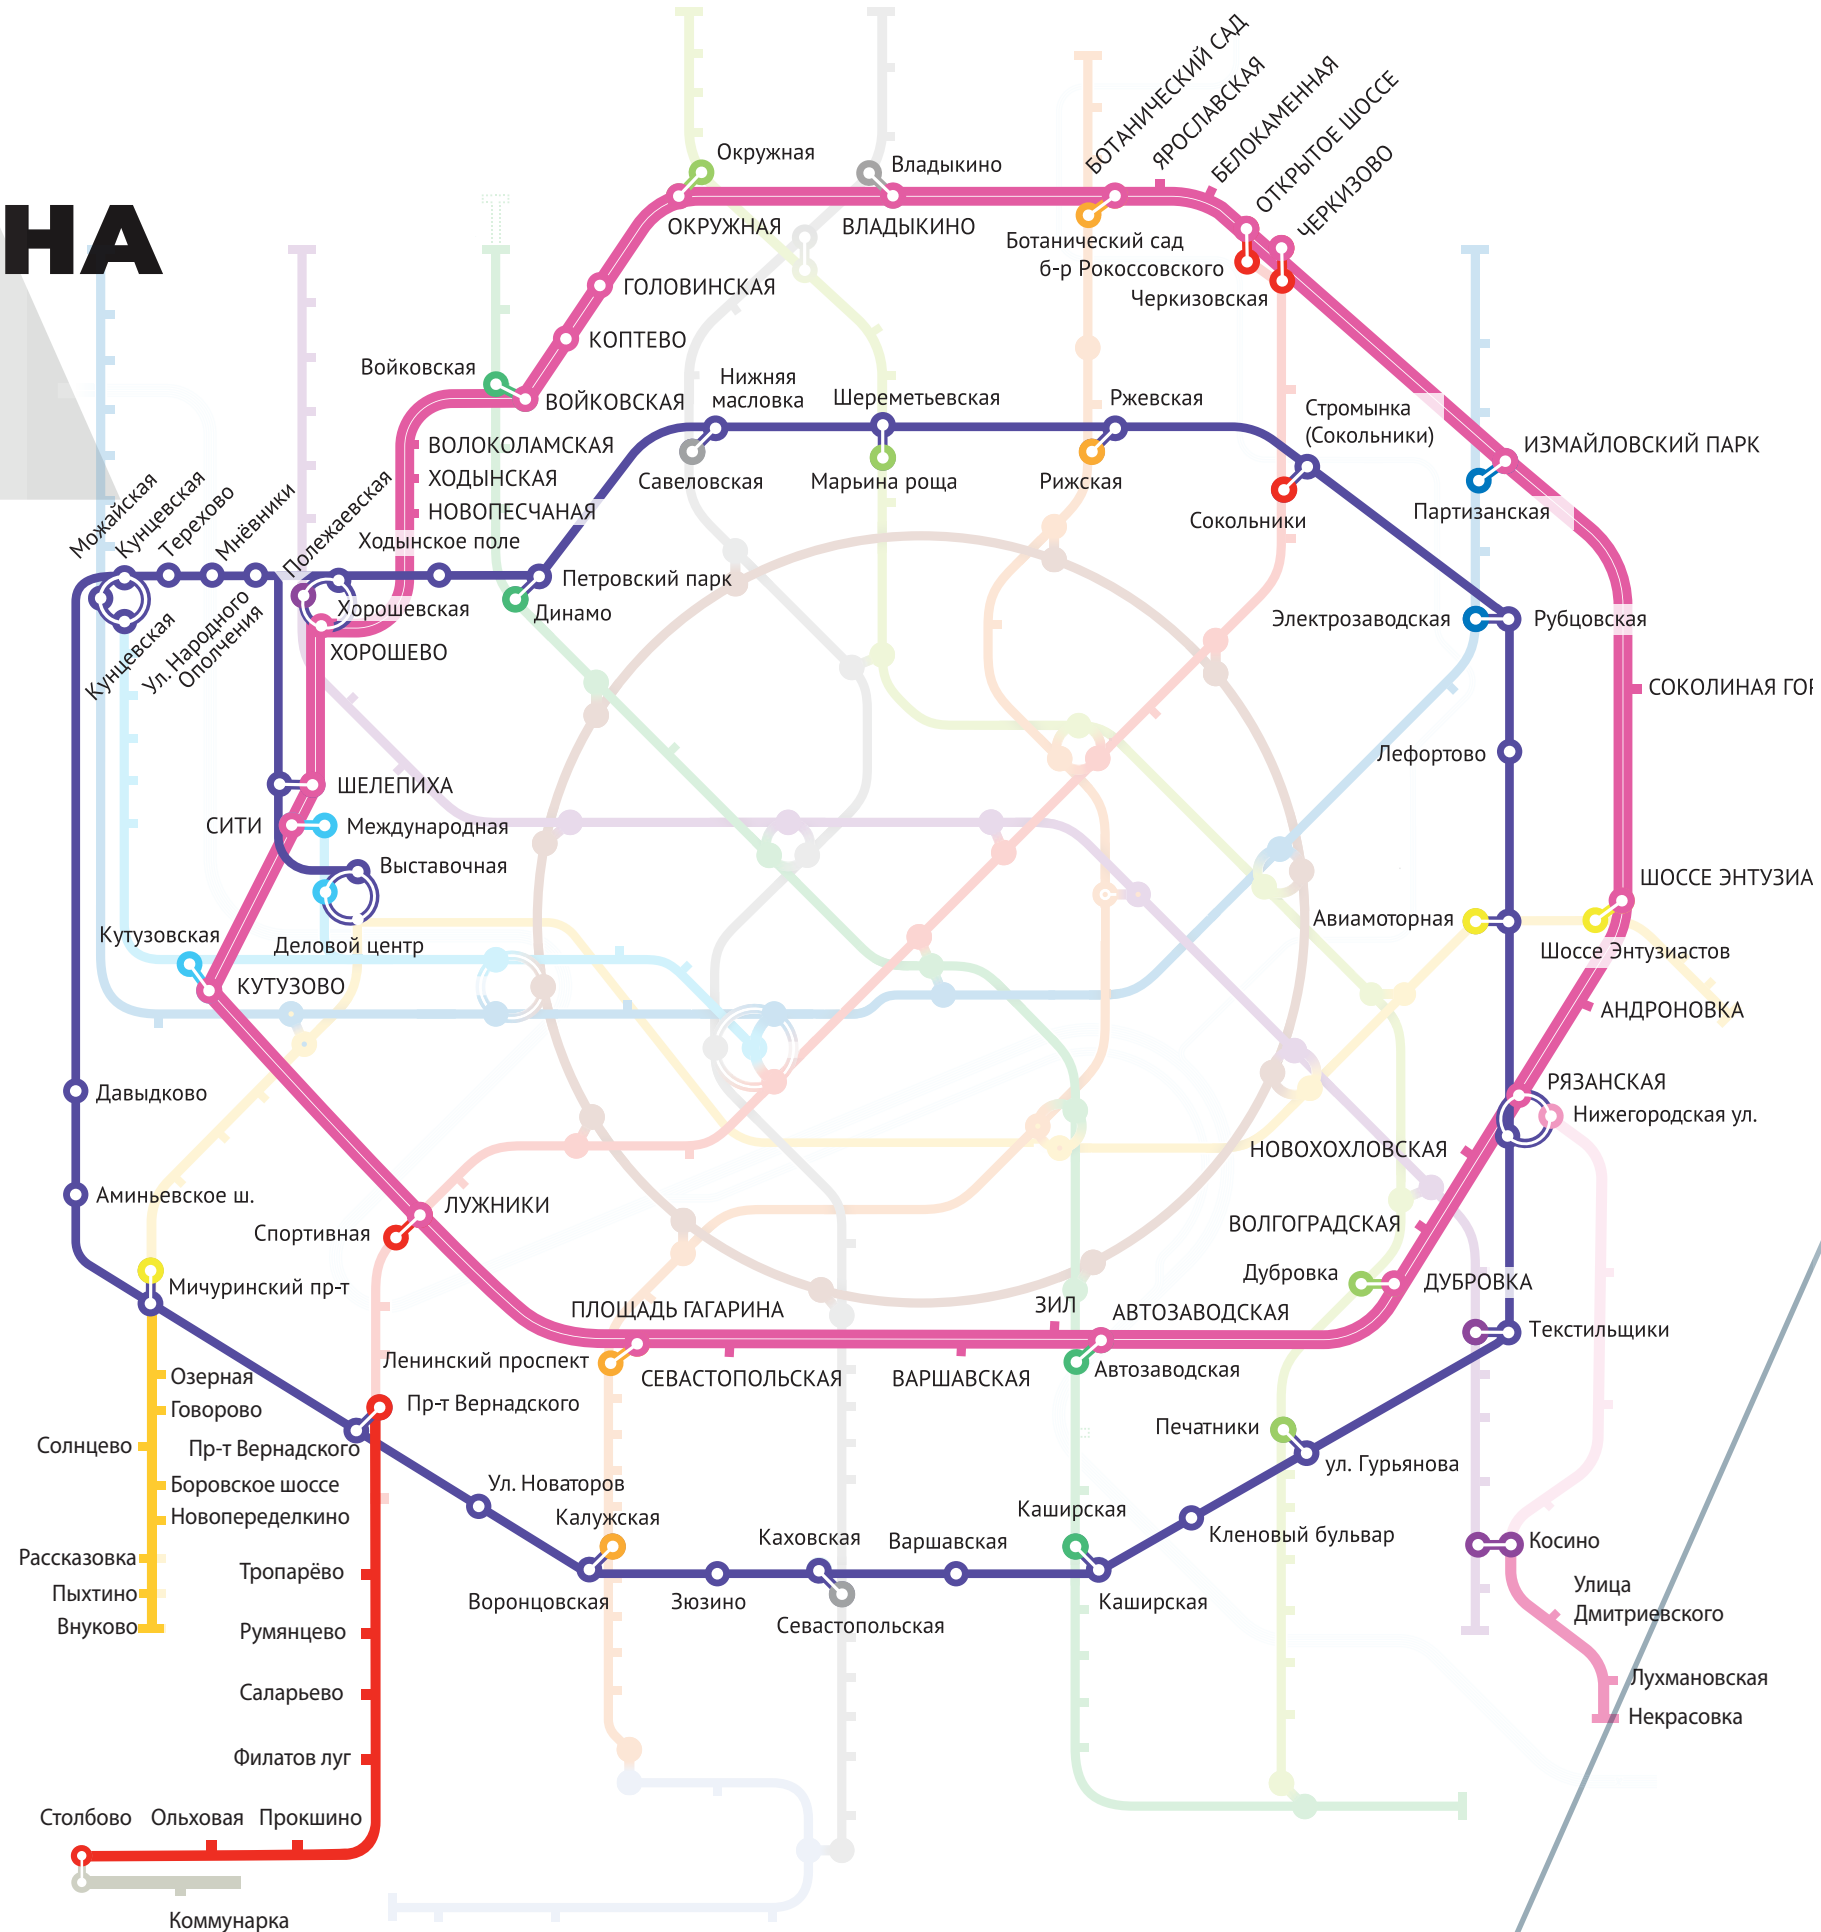 НА
БОТАНИЧЕСКИЙ САД
ЯРОСЛАВСКАЯ
БЕЛОКАМЕННАЯ
ОТКРЫТОЕ ШОССЕ
ЧЕРКИЗОВО
Окружная
Владыкино
ОКРУЖНАЯ
ВЛАДЫКИНО
Ботанический сад
б-р Рокоссовского
Черкизовская
ГОЛОВИНСКАЯ
КОПТЕВО
Войковская
ВОЙКОВСКАЯ
Нижняя
масловка
Шереметьевская
Ржевская
Стромынка
(Сокольники)
ИЗМАЙЛОВСКИЙ ПАРК
ВОЛОКОЛАМСКАЯ
ХОДЫНСКАЯ
НОВОПЕСЧАНАЯ
Савеловская
Марьина роща
Рижская
Сокольники
Партизанская
Можайская
Кунцевская
Терехово
Мнёвники
Полежаевская
Ходынское поле
Петровский парк
Динамо
Хорошевская
ХОРОШЕВО
Кунцевская
Ул. Народного
Ополчения
Электрозаводская
Рубцовская
СОКОЛИНАЯ ГОР
Лефортово
ШЕЛЕПИХА
СИТИ
Международная
Выставочная
Деловой центр
Кутузовская
КУТУЗОВО
ШОССЕ ЭНТУЗИА
Авиамоторная
Шоссе Энтузиастов
АНДРОНОВКА
РЯЗАНСКАЯ
Нижегородская ул.
НОВОХОХЛОВСКАЯ
ВОЛГОГРАДСКАЯ
Давыдково
Аминьевское ш.
ЛУЖНИКИ
Спортивная
Дубровка
ДУБРОВКА
Мичуринский пр-т
ПЛОЩАДЬ ГАГАРИНА
ЗИЛ
АВТОЗАВОДСКАЯ
Текстильщики
Ленинский проспект
СЕВАСТОПОЛЬСКАЯ
ВАРШАВСКАЯ
Автозаводская
Озерная
Говорово
Солнцево
Боровское шоссе
Новопеределкино
Рассказовка
Пыхтино
Внуково
Пр-т Вернадского
Пр-т Вернадского
Печатники
ул. Гурьянова
Ул. Новаторов
Калужская
Каховская
Варшавская
Каширская
Кленовый бульвар
Косино
Воронцовская
Зюзино
Севастопольская
Каширская
Улица
Дмитриевского
Лухмановская
Некрасовка
Тропарёво
Румянцево
Саларьево
Филатов луг
Столбово
Ольховая
Прокшино
Коммунарка